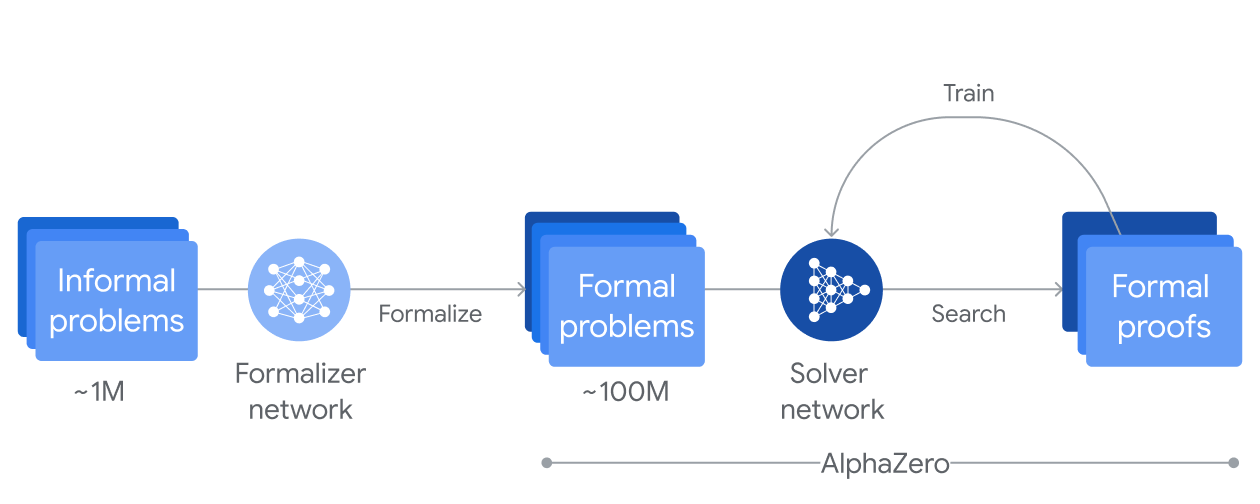 Train
Informal
problems
~1M
Formalizer
network
Formalize
Formal
problems
~100M
Solver
network
Search
Formal
proofs
AlphaZero